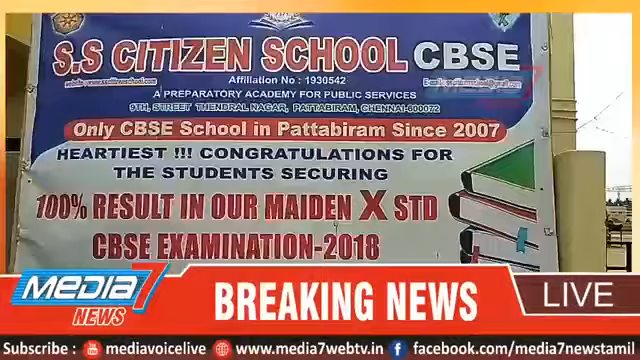 S.S CITIZEN SCHOOL CBSE
Affiliation No : 1930542
A PREPARATORY ACADEMY FOR PUBLIC SERVICES
9TH, STREET THENDRAL NAGAR, PATTABIRAM, CHENNAI-600072
Only CBSE School in Pattabiram Since 2007
HEARTIEST !!! CONGRATULATIONS FOR
THE STUDENTS SECURING
100% RESULT IN OUR MAIDEN X STD
CBSE EXAMINATION-2018
MEDIA 7
NEWS
BREAKING NEWS
LIVE
Subscribe : mediavoicelive www.media7webtv.in facebook.com/media7newstamil